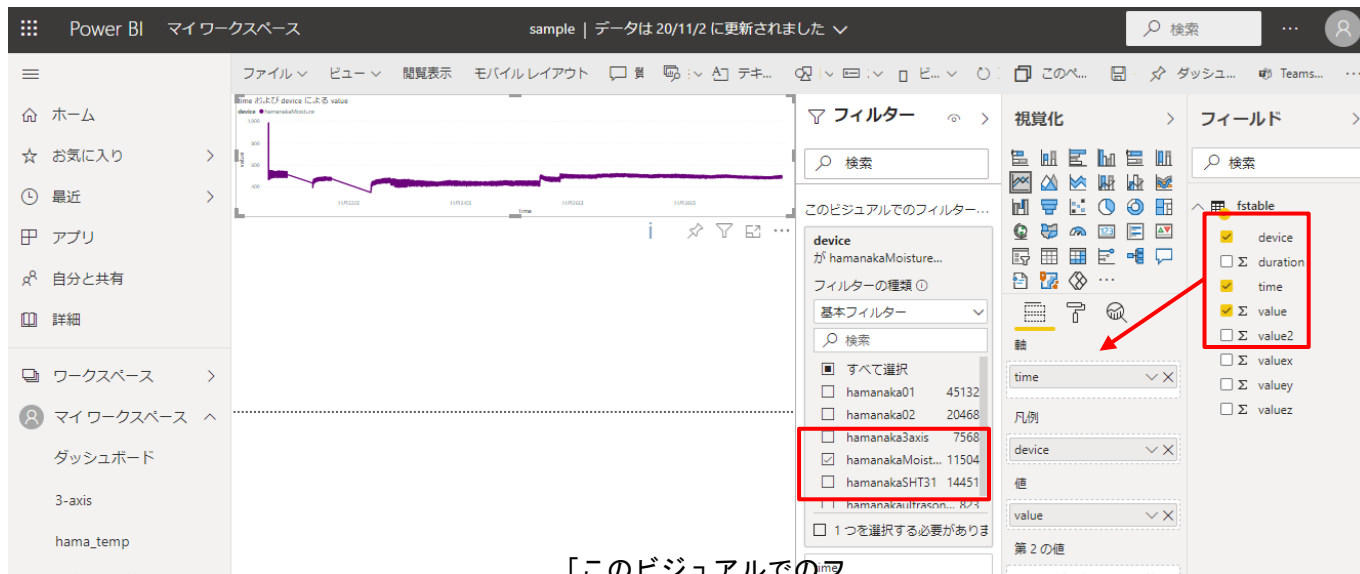 Power BI マイ ワークスペース
sample | データは 20/11/2 に更新されました
検索
ファイル ビュー 閲覧表示 モバイル レイアウト テキ... ビ... このペ... ダッシュ... Teams...
ホーム
お気に入り
最近
アプリ
自分と共有
詳細
ワークスペース
マイ ワークスペース
ダッシュボード
3-axis
hama_temp
time および device による value
device hamanakaMoisture
1,000
800
600
400
value
time
フィルター
検索
このビジュアルでのフィルター...
device
が hamanakaMoisture...
フィルターの種類
基本フィルター
検索
すべて選択
hamanaka01 45132
hamanaka02 20468
hamanaka3axis 7568
hamanakaMoist... 11504
hamanakaSHT31 14451
hamanakaultrason... 823
1 つを選択する必要がありま
time
視覚化
軸
time
凡例
device
値
value
第 2 の値
フィールド
検索
fstable
device
Σ duration
time
Σ value
Σ value2
Σ valuex
Σ valuey
Σ valuez
「このビジュアルでのフ